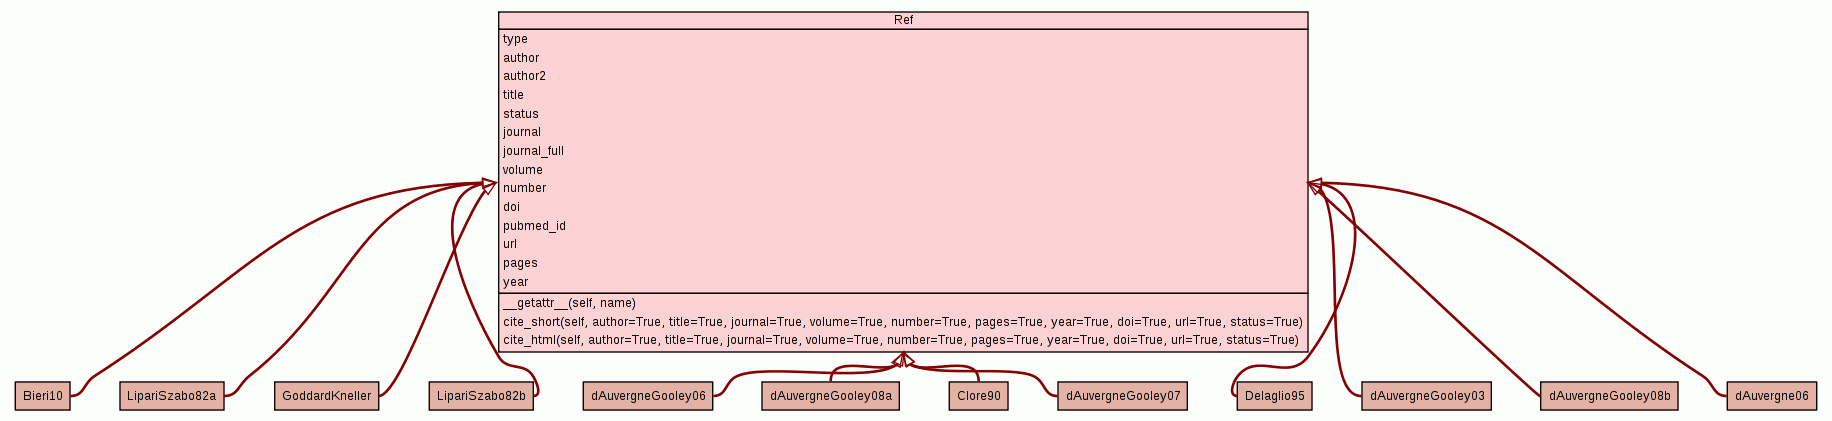 Ref
type
author
author2
title
status
journal
journal_full
volume
number
doi
pubmed_id
url
pages
year
__getattr__(self, name)
cite_short(self, author=True, title=True, journal=True, volume=True, number=True, pages=True, year=True, doi=True, url=True, status=True)
cite_html(self, author=True, title=True, journal=True, volume=True, number=True, pages=True, year=True, doi=True, url=True, status=True)
Bieri10
LipariSzabo82a
GoddardKneller
LipariSzabo82b
dAuvergneGooley06
dAuvergneGooley08a
Clore90
dAuvergneGooley07
Delaglio95
dAuvergneGooley03
dAuvergneGooley08b
dAuvergne06